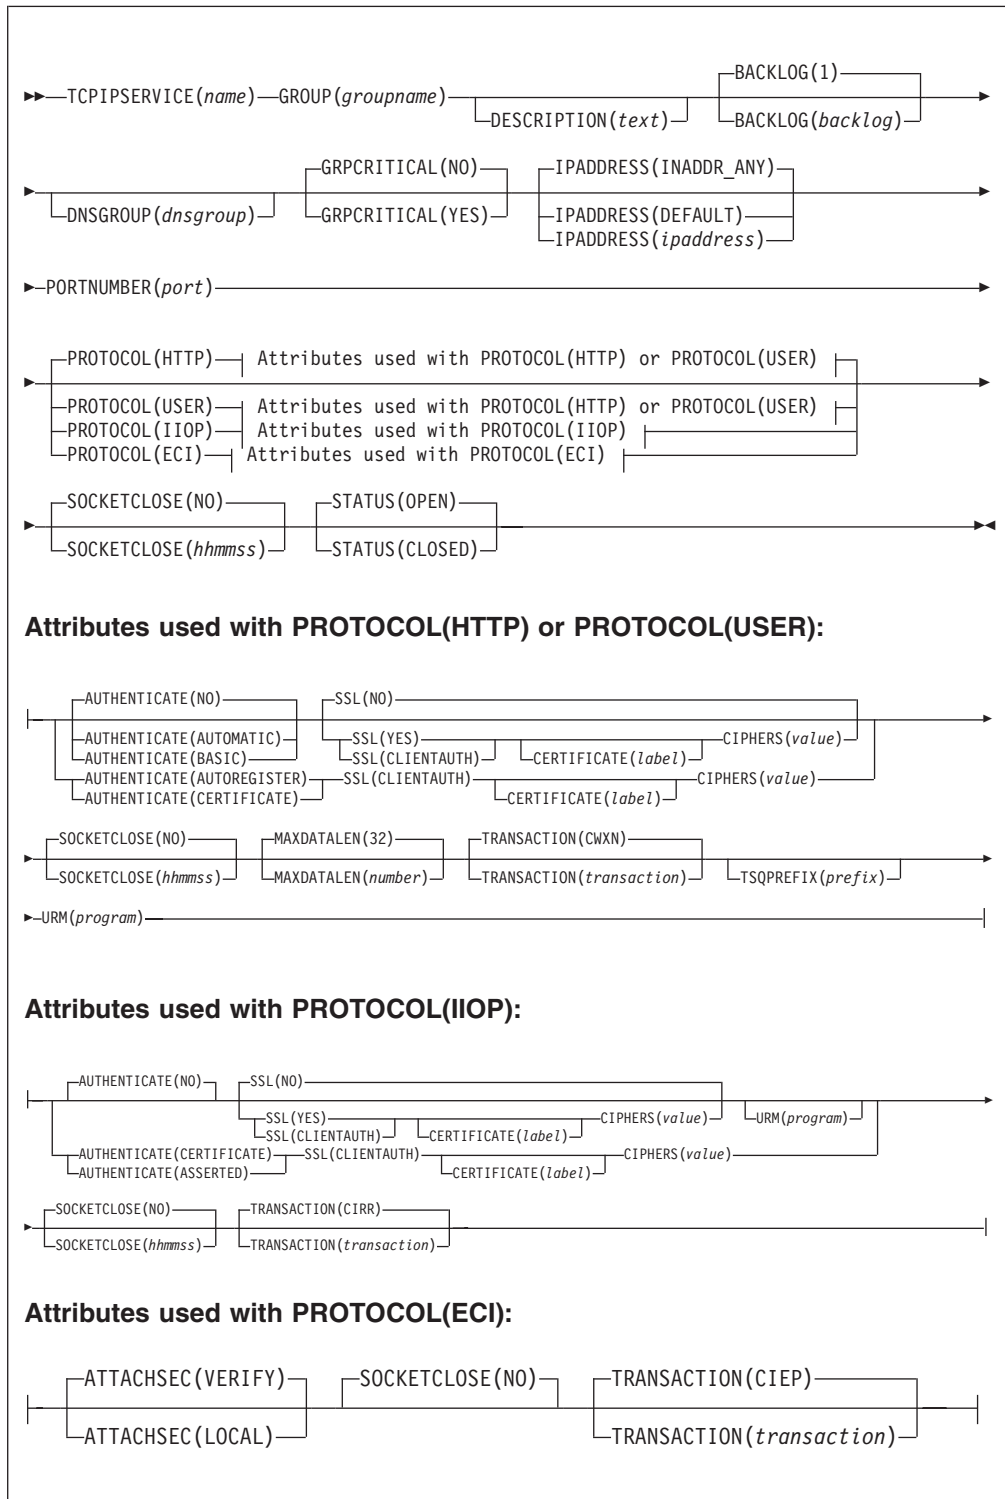 BACKLOG(1)
TCPIPSERVICE(name) GROUP(groupname)
DESCRIPTION(text) BACKLOG(backlog)
GRPCRITICAL(NO) IPADDRESS(INADDR_ANY)
DNSGROUP(dnsgroup) GRPCRITICAL(YES) IPADDRESS(DEFAULT)
IPADDRESS(ipaddress)
PORTNUMBER(port)
PROTOCOL(HTTP) Attributes used with PROTOCOL(HTTP) or PROTOCOL(USER)
PROTOCOL(USER) Attributes used with PROTOCOL(HTTP) or PROTOCOL(USER)
PROTOCOL(IIOP) Attributes used with PROTOCOL(IIOP)
PROTOCOL(ECI) Attributes used with PROTOCOL(ECI)
SOCKETCLOSE(NO) STATUS(OPEN)
SOCKETCLOSE(hhmmss) STATUS(CLOSED)
Attributes used with PROTOCOL(HTTP) or PROTOCOL(USER):
AUTHENTICATE(NO) SSL(NO)
AUTHENTICATE(AUTOMATIC) SSL(YES) CIPHERS(value)
AUTHENTICATE(BASIC) SSL(CLIENTAUTH) CERTIFICATE(label)
AUTHENTICATE(AUTOREGISTER) SSL(CLIENTAUTH) CIPHERS(value)
AUTHENTICATE(CERTIFICATE) CERTIFICATE(label)
SOCKETCLOSE(NO) MAXDATALEN(32) TRANSACTION(CWXN)
SOCKETCLOSE(hhmmss) MAXDATALEN(number) TRANSACTION(transaction) TSQPREFIX(prefix)
URM(program)
Attributes used with PROTOCOL(IIOP):
AUTHENTICATE(NO) SSL(NO)
SSL(YES) CIPHERS(value) URM(program)
SSL(CLIENTAUTH) CERTIFICATE(label)
AUTHENTICATE(CERTIFICATE) SSL(CLIENTAUTH) CIPHERS(value)
AUTHENTICATE(ASSERTED) CERTIFICATE(label)
SOCKETCLOSE(NO) TRANSACTION(CIRR)
SOCKETCLOSE(hhmmss) TRANSACTION(transaction)
Attributes used with PROTOCOL(ECI):
ATTACHSEC(VERIFY) SOCKETCLOSE(NO) TRANSACTION(CIEP)
ATTACHSEC(LOCAL) TRANSACTION(transaction)